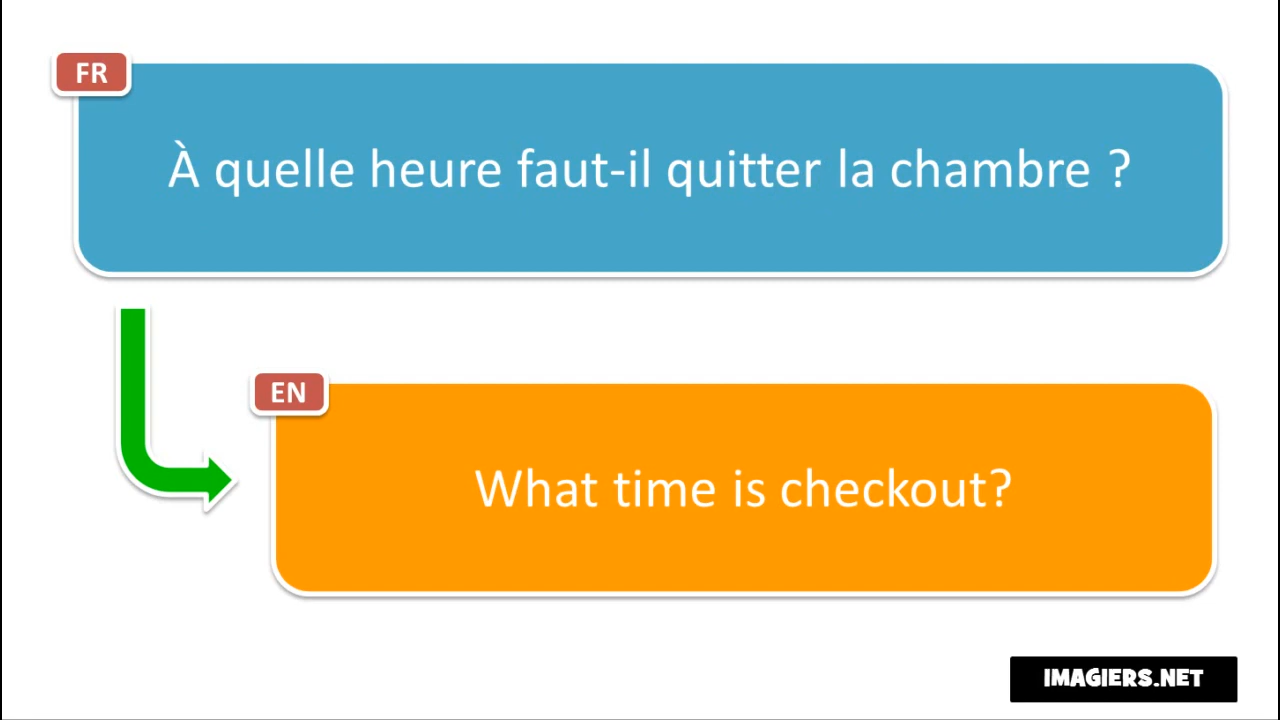 FR
À quelle heure faut-il quitter la chambre ?
EN
What time is checkout?
IMAGIERS.NET